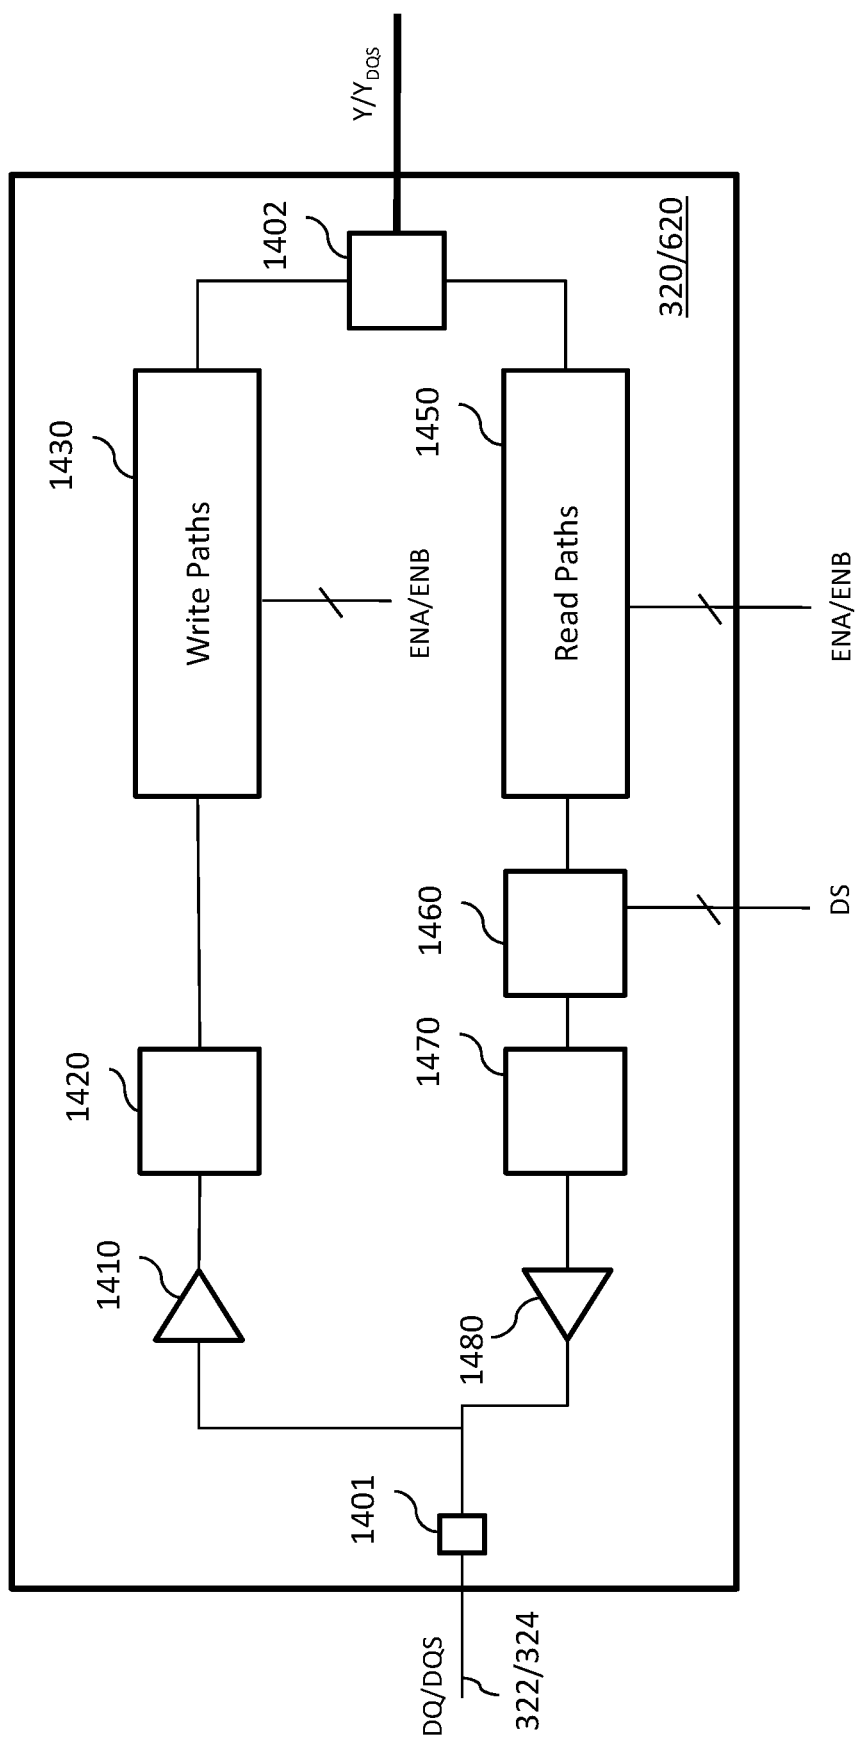 Y/Y_DQS
1402
320/620
1430
Write Paths
ENA/ENB
1450
Read Paths
ENA/ENB
1460
DS
1420
1470
1410
1480
1401
DQ/DQS
322/324